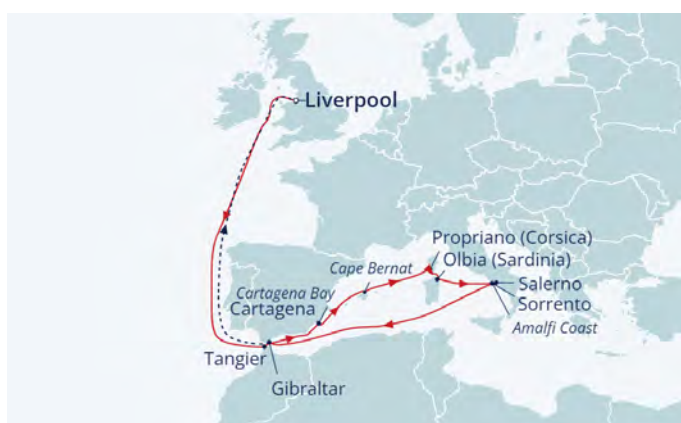 Liverpool
Propriano (Corsica)
Olbia (Sardinia)
Cape Bernat
Salerno
Cartagena Bay
Cartagena
Sorrento
Amalfi Coast
Tangier
Gibraltar